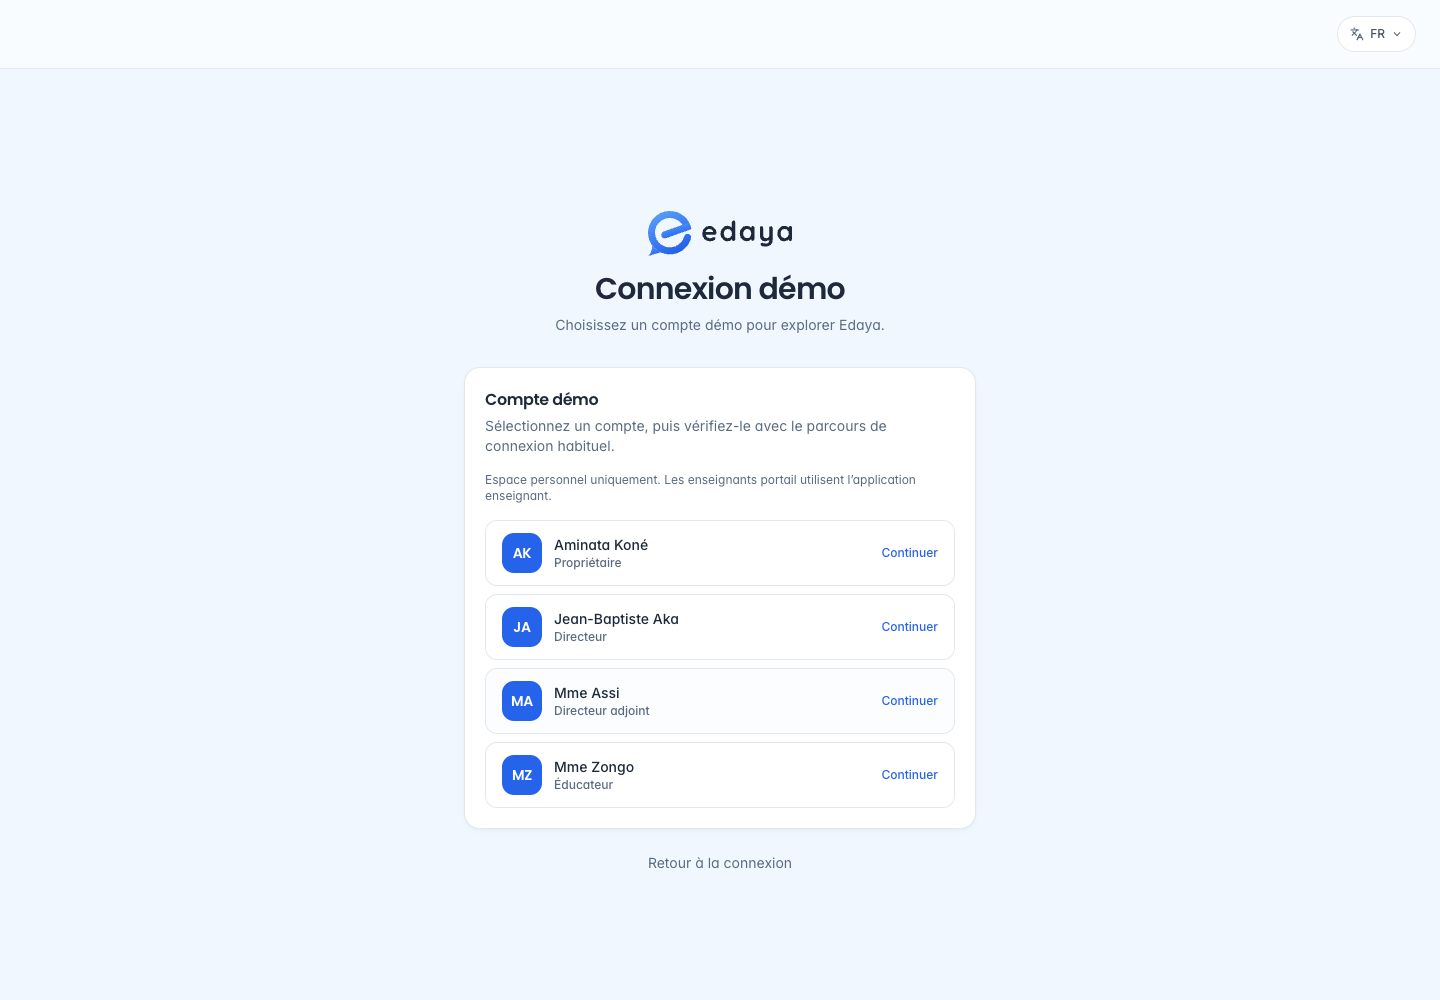 FR
edaya
Connexion démo
Choisissez un compte démo pour explorer Edaya.
Compte démo
Sélectionnez un compte, puis vérifiez-le avec le parcours de
connexion habituel.
Espace personnel uniquement. Les enseignants portail utilisent l’application
enseignant.
AK
Aminata Koné
Propriétaire
Continuer
JA
Jean-Baptiste Aka
Directeur
Continuer
MA
Mme Assi
Directeur adjoint
Continuer
MZ
Mme Zongo
Éducateur
Continuer
Retour à la connexion